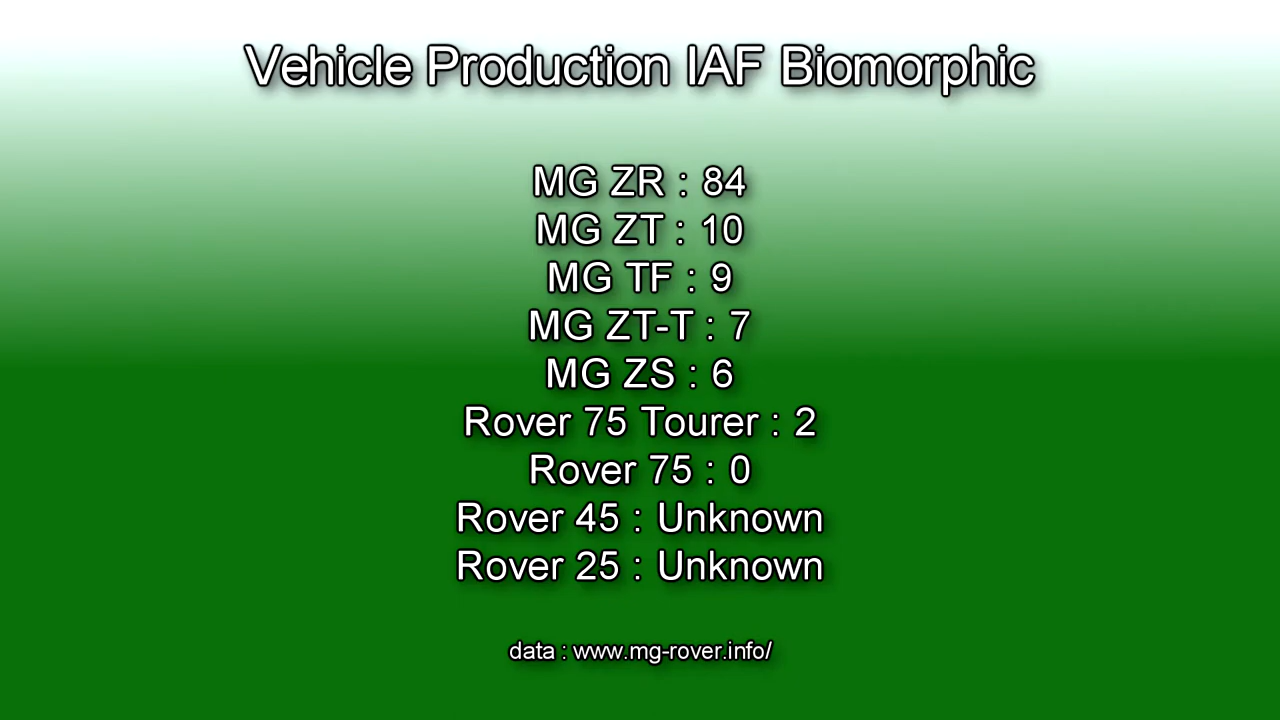 Vehicle Production IAF Biomorphic
MG ZR : 84
MG ZT : 10
MG TF : 9
MG ZT-T : 7
MG ZS : 6
Rover 75 Tourer : 2
Rover 75 : 0
Rover 45 : Unknown
Rover 25 : Unknown
data : www.mg-rover.info/